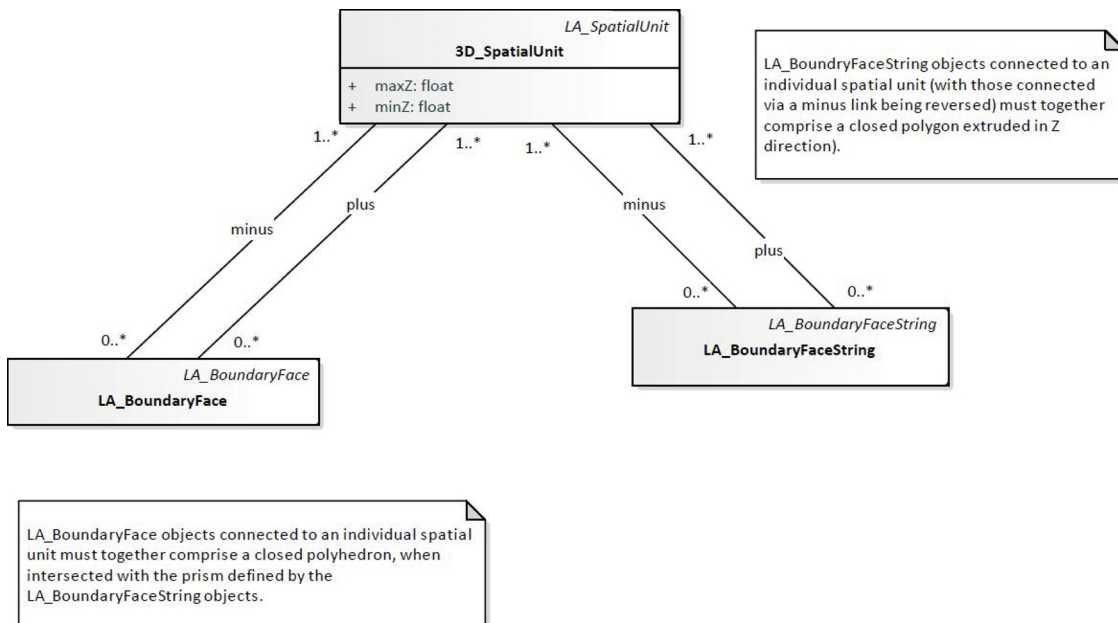 LA_SpatialUnit
3D_SpatialUnit
+ maxZ: float
+ minZ: float
LA_BoundryFaceString objects connected to an
individual spatial unit (with those connected
via a minus link being reversed) must together
comprise a closed polygon extruded in Z
direction).
1..*
1..*
1..*
1..*
minus
plus
minus
plus
0..*
0..*
0..*
0..*
LA_BoundaryFaceString
LA_BoundaryFaceString
LA_BoundaryFace
LA_BoundaryFace
LA_BoundaryFace objects connected to an individual spatial
unit must together comprise a closed polyhedron, when
intersected with the prism defined by the
LA_BoundaryFaceString objects.